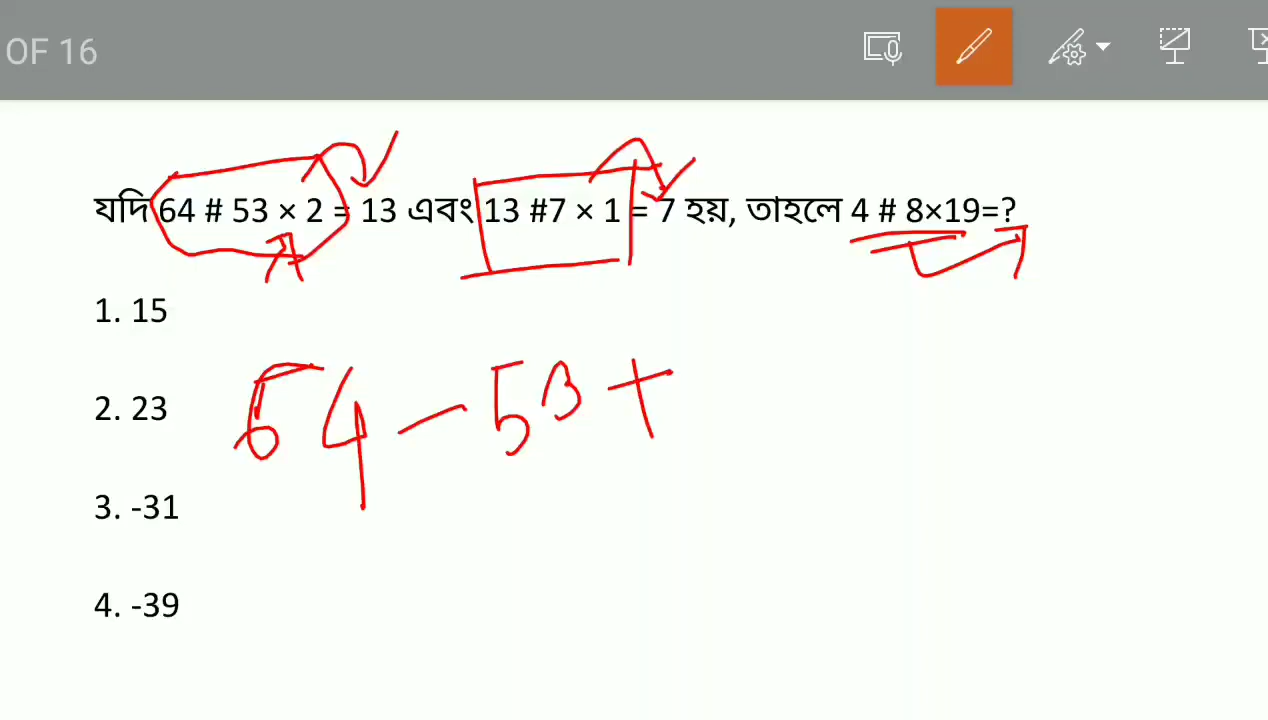 OF 16
যদি 64 # 53 × 2 = 13 এবং 13 #7 × 1 = 7 হয়, তাহলে 4 # 8×19=?
1. 15
2. 23
3. -31
4. -39
64 - 53 +